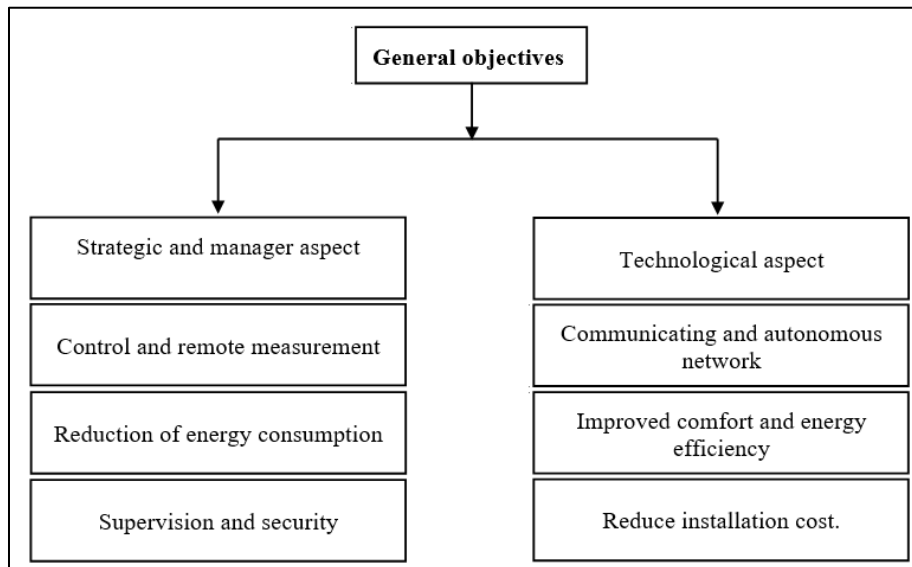 General objectives
Strategic and manager aspect
Control and remote measurement
Reduction of energy consumption
Supervision and security
Technological aspect
Communicating and autonomous
network
Improved comfort and energy
efficiency
Reduce installation cost.